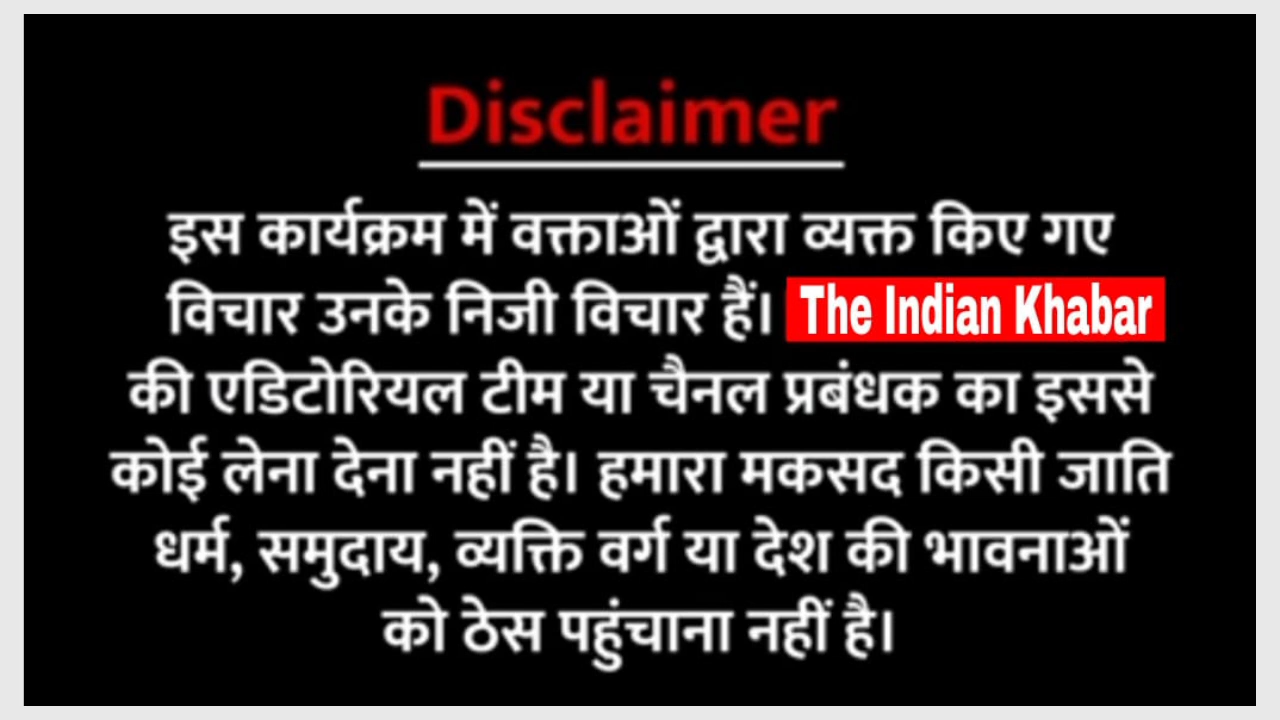 Disclaimer
इस कार्यक्रम में वक्ताओं द्वारा व्यक्त किए गए
विचार उनके निजी विचार हैं। The Indian Khabar
की एडिटोरियल टीम या चैनल प्रबंधक का इससे
कोई लेना देना नहीं है। हमारा मकसद किसी जाति
धर्म, समुदाय, व्यक्ति वर्ग या देश की भावनाओं
को ठेस पहुंचाना नहीं है।